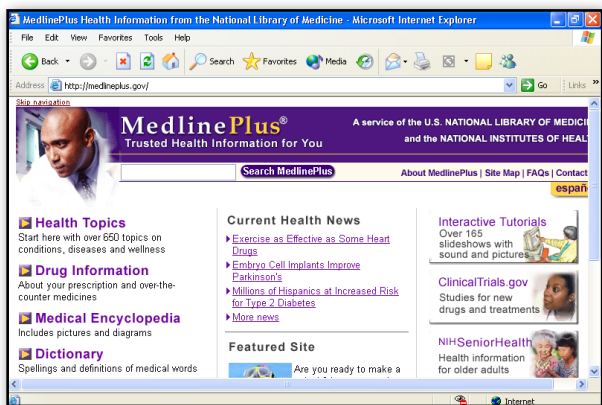 MedlinePlus Health Information from the National Library of Medicine - Microsoft Internet Explorer
File Edit View Favorites Tools Help
Back Search Favorites Media
Address http://medlineplus.gov/ Go Links
Skip navigation
MedlinePlus®
Trusted Health Information for You
A service of the U.S. NATIONAL LIBRARY OF MEDICI
and the NATIONAL INSTITUTES OF HEAL
Search MedlinePlus
About MedlinePlus | Site Map | FAQs | Contact
españ
Health Topics
Start here with over 650 topics on
conditions, diseases and wellness
Drug Information
About your prescription and over-the-
counter medicines
Medical Encyclopedia
Includes pictures and diagrams
Dictionary
Spellings and definitions of medical words
Current Health News
Exercise as Effective as Some Heart
Drugs
Embryo Cell Implants Improve
Parkinson's
Millions of Hispanics at Increased Risk
for Type 2 Diabetes
More news
Featured Site
Are you ready to make a
Interactive Tutorials
Over 165
slideshows with
sound and pictures
ClinicalTrials.gov
Studies for new
drugs and treatments
NIHSeniorHealth
Health information
for older adults
Internet